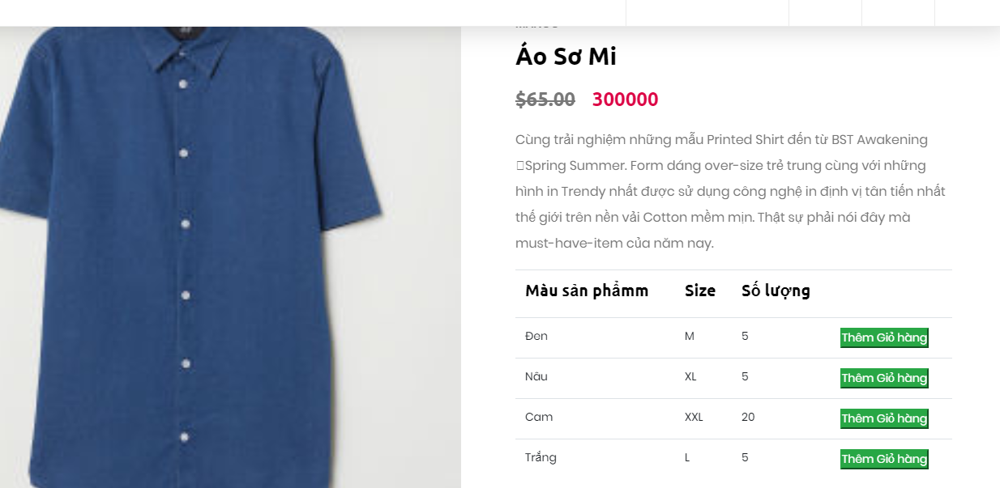 Áo Sơ Mi
$65.00 300000
Cùng trải nghiệm những mẫu Printed Shirt đến từ BST Awakening
Spring Summer. Form dáng over-size trẻ trung cùng với những
hình in Trendy nhất được sử dụng công nghệ in định vị tân tiến nhất
thế giới trên nền vải Cotton mềm mịn. Thật sự phải nói đây mà
must-have-item của năm nay.
Màu sản phẩmm Size Số lượng
Đen M 5 Thêm Giỏ hàng
Nâu XL 5 Thêm Giỏ hàng
Cam XXL 20 Thêm Giỏ hàng
Trắng L 5 Thêm Giỏ hàng